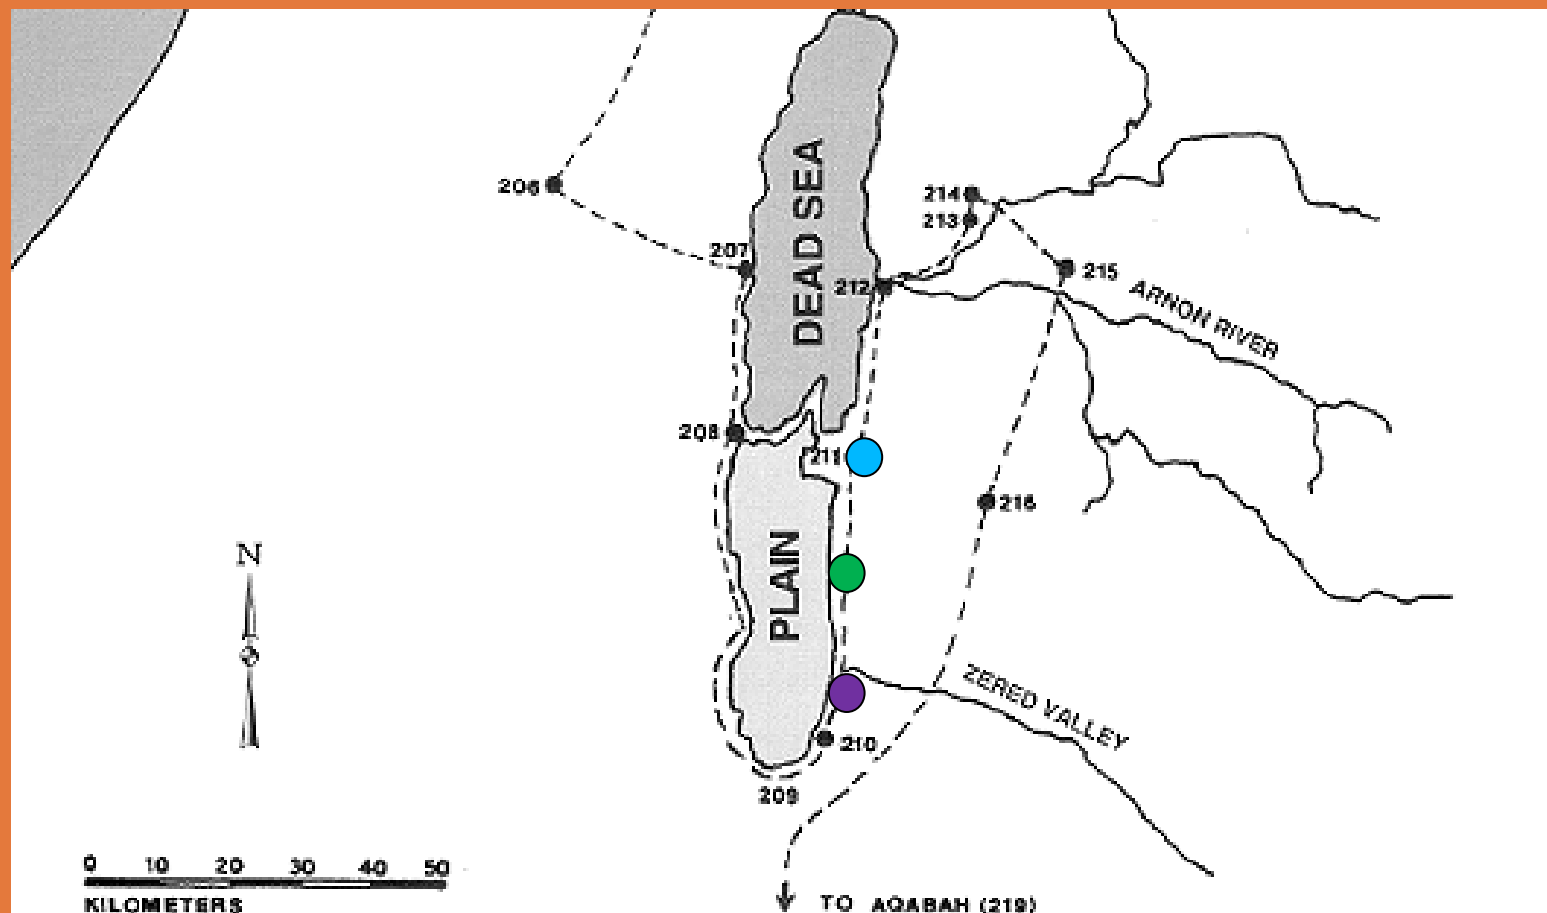 214
206
213
DEAD SEA
207
215
212
ARNON RIVER
208
211
216
N
PLAIN
ZERED VALLEY
210
209
0 10 20 30 40 50
KILOMETERS
TO AQABAH (219)